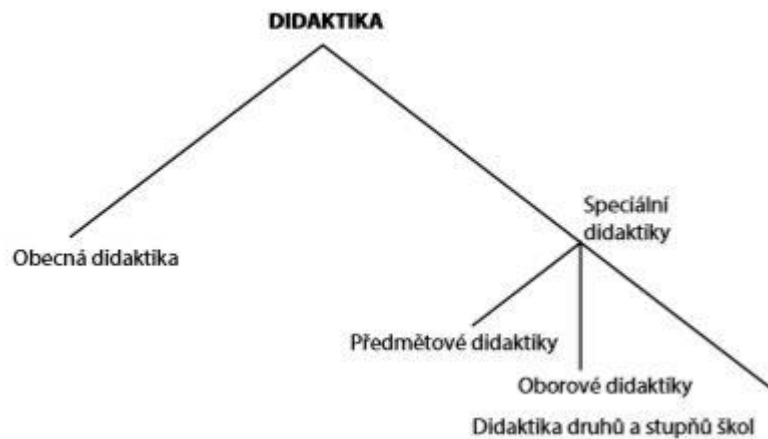 DIDAKTIKA
Speciální
didaktiky
Obecná didaktika
Předmětové didaktiky
Oborové didaktiky
Didaktika druhů a stupňů škol